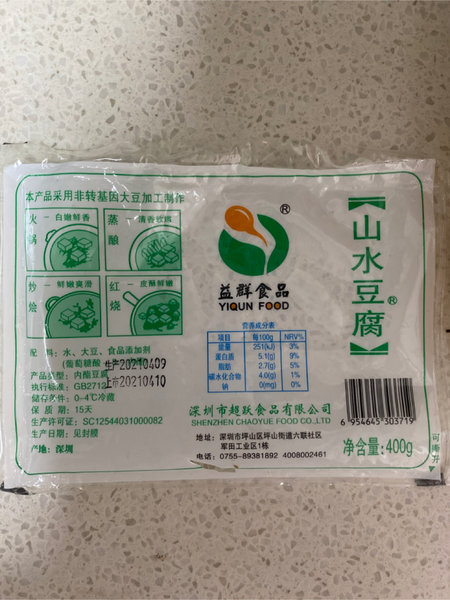 本产品采用非转基因大豆加工制作
火锅
白嫩鲜香
蒸酿
清香软嫩
炒烩
鲜嫩爽滑
红烧
皮酥鲜嫩
®
益群食品
YIQUN FOOD
【山水豆腐】
®
营养成分表
项目 每100g NRV%
能量 251(kJ) 3%
蛋白质 5.1(g) 9%
脂肪 2.7(g) 5%
碳水化合物 4.0(g) 1%
钠 0(mg) 0%
配 料：水、大豆、食品添加剂
(葡萄糖酸
生产20210409
上市20210410
产品类型：内酯豆腐
执行标准：GB2712
储存条件：0-4℃冷藏
保 质 期：15天
生产许可证：SC12544031000082
生产日期：见封膜
产地：深圳
深圳市超跃食品有限公司
SHENZHEN CHAOYUE FOOD CO.,LTD
地址：深圳市坪山区坪山街道六联社区
军田工业区1栋
电话：0755-89381892 4008002461
6 954645 303719
净含量:400g
可撕开